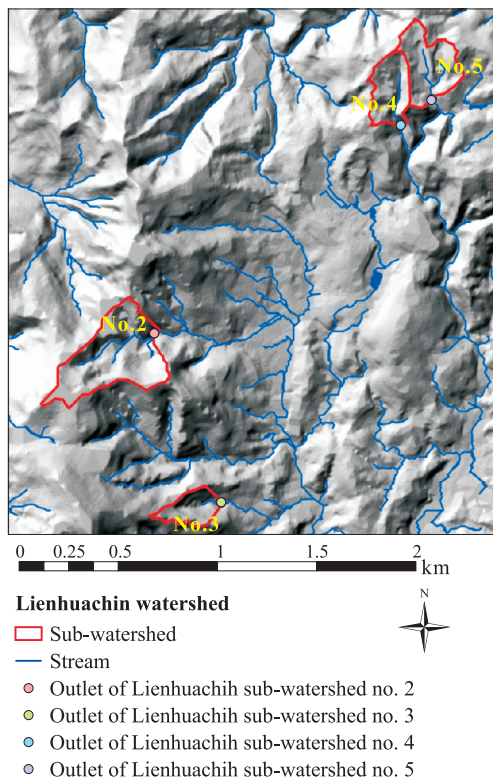 No.5
No.4
No.2
No.3
0 0.25 0.5 1 1.5 2
km
Lienhuachin watershed
N
Sub-watershed
Stream
Outlet of Lienhuachih sub-watershed no. 2
Outlet of Lienhuachih sub-watershed no. 3
Outlet of Lienhuachih sub-watershed no. 4
Outlet of Lienhuachih sub-watershed no. 5